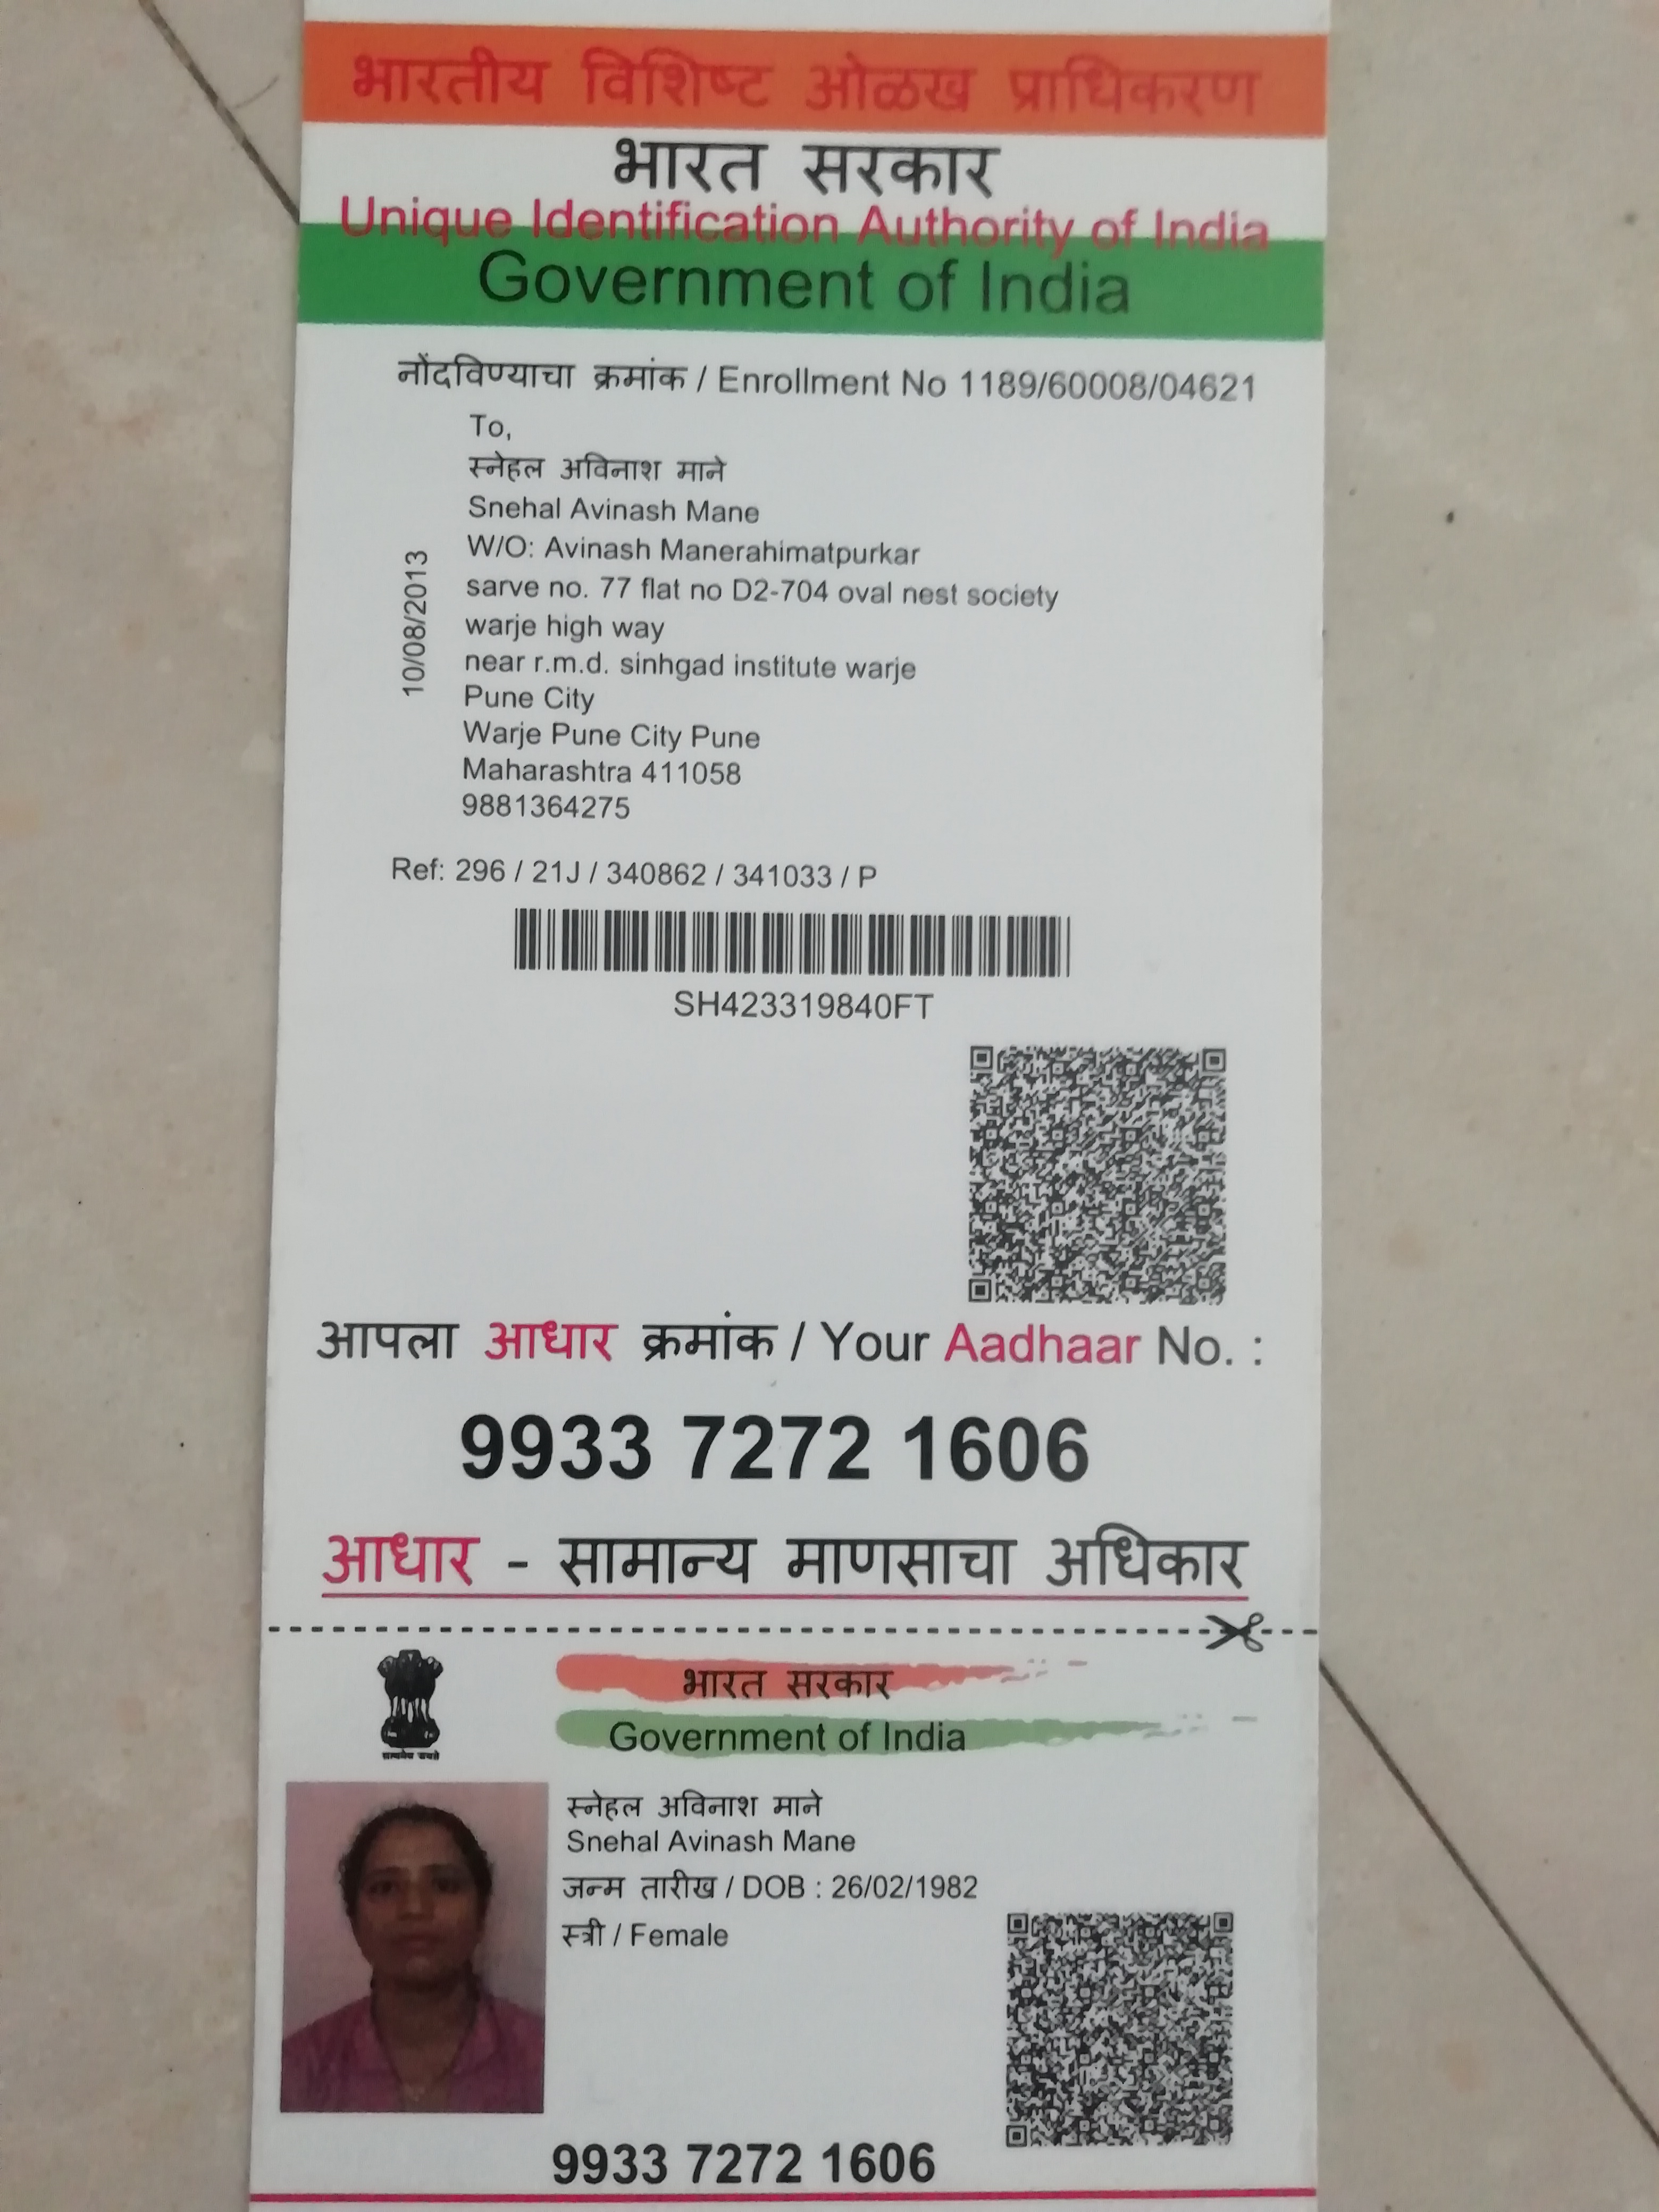 भारतीय विशिष्ट ओळख प्राधिकरण
भारत सरकार
Unique Identification Authority of India
Government of India
नोंदविण्याचा क्रमांक / Enrollment No 1189/60008/04621
To,
स्नेहल अविनाश माने
Snehal Avinash Mane
W/O: Avinash Manerahimatpurkar
sarve no. 77 flat no D2-704 oval nest society
warje high way
near r.m.d. sinhgad institute warje
Pune City
Warje Pune City Pune
Maharashtra 411058
9881364275
10/08/2013
Ref: 296 / 21J / 340862 / 341033 / P
SH423319840FT
आपला आधार क्रमांक / Your Aadhaar No. :
9933 7272 1606
आधार - सामान्य माणसाचा अधिकार
भारत सरकार
Government of India
सत्यमेव जयते
स्नेहल अविनाश माने
Snehal Avinash Mane
जन्म तारीख / DOB : 26/02/1982
स्त्री / Female
9933 7272 1606